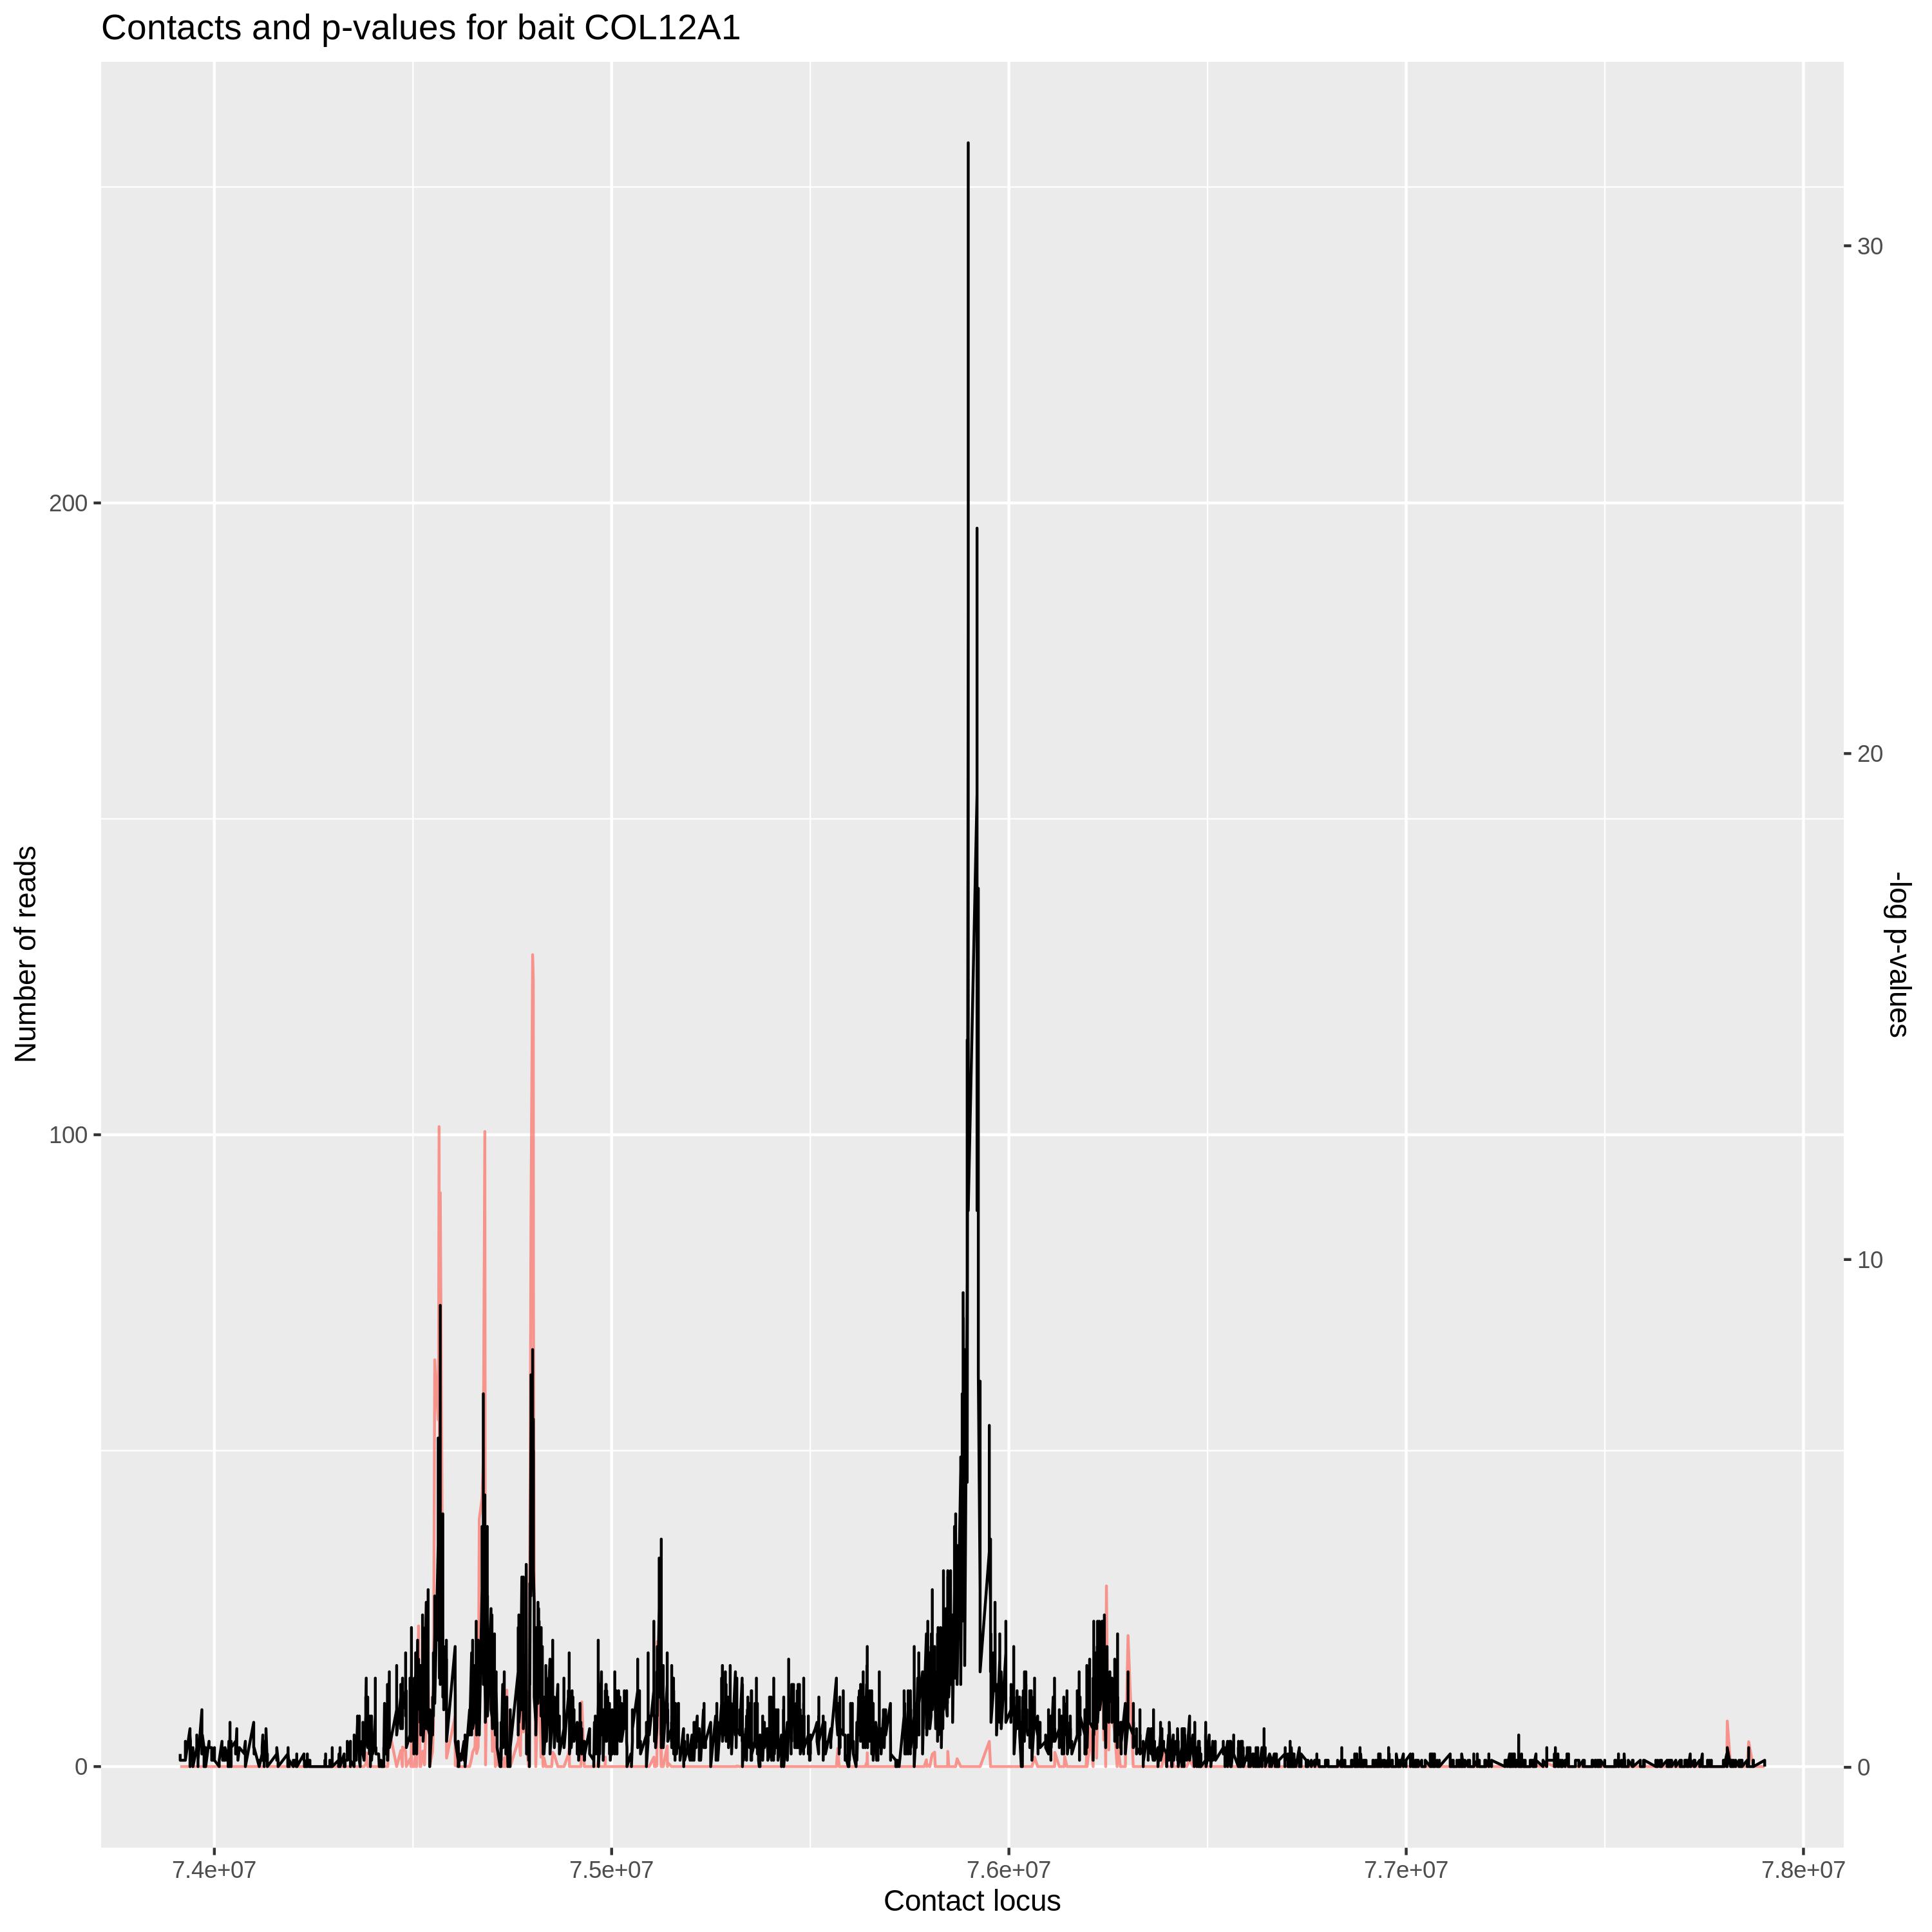 Contacts and p-values for bait COL12A1
Number of reads
200
100
0
30
20
10
0
-log p-values
7.4e+07
7.5e+07
7.6e+07
7.7e+07
7.8e+07
Contact locus